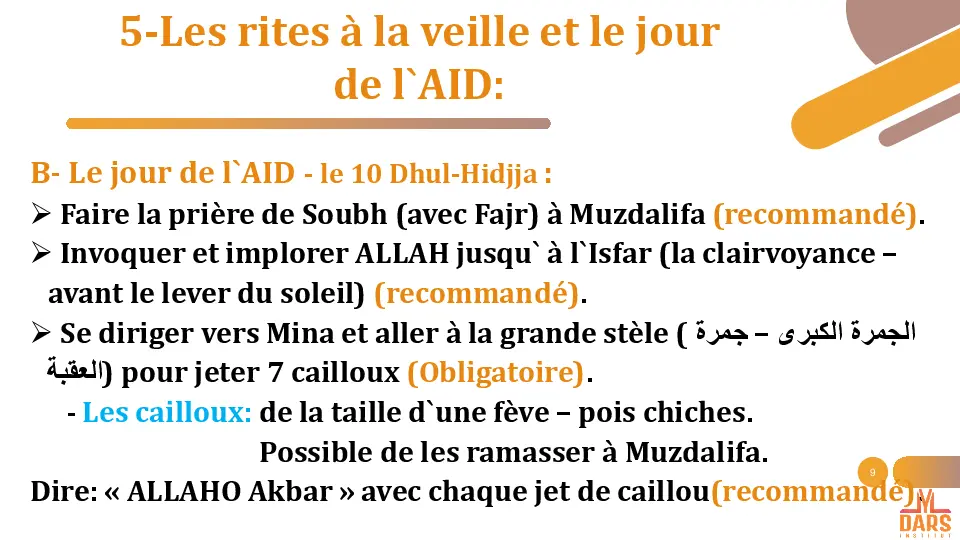 5-Les rites à la veille et le jour
de l`AID:
B- Le jour de l`AID - le 10 Dhul-Hidjja :
➢ Faire la prière de Soubh (avec Fajr) à Muzdalifa (recommandé).
➢ Invoquer et implorer ALLAH jusqu` à l`Isfar (la clairvoyance –
avant le lever du soleil) (recommandé).
➢ Se diriger vers Mina et aller à la grande stèle ( الجمرة الكبرى – جمرة
العقبة) pour jeter 7 cailloux (Obligatoire).
- Les cailloux: de la taille d`une fève – pois chiches.
Possible de les ramasser à Muzdalifa.
9
Dire: « ALLAHO Akbar » avec chaque jet de caillou(recommandé).
DARS
INSTITUT